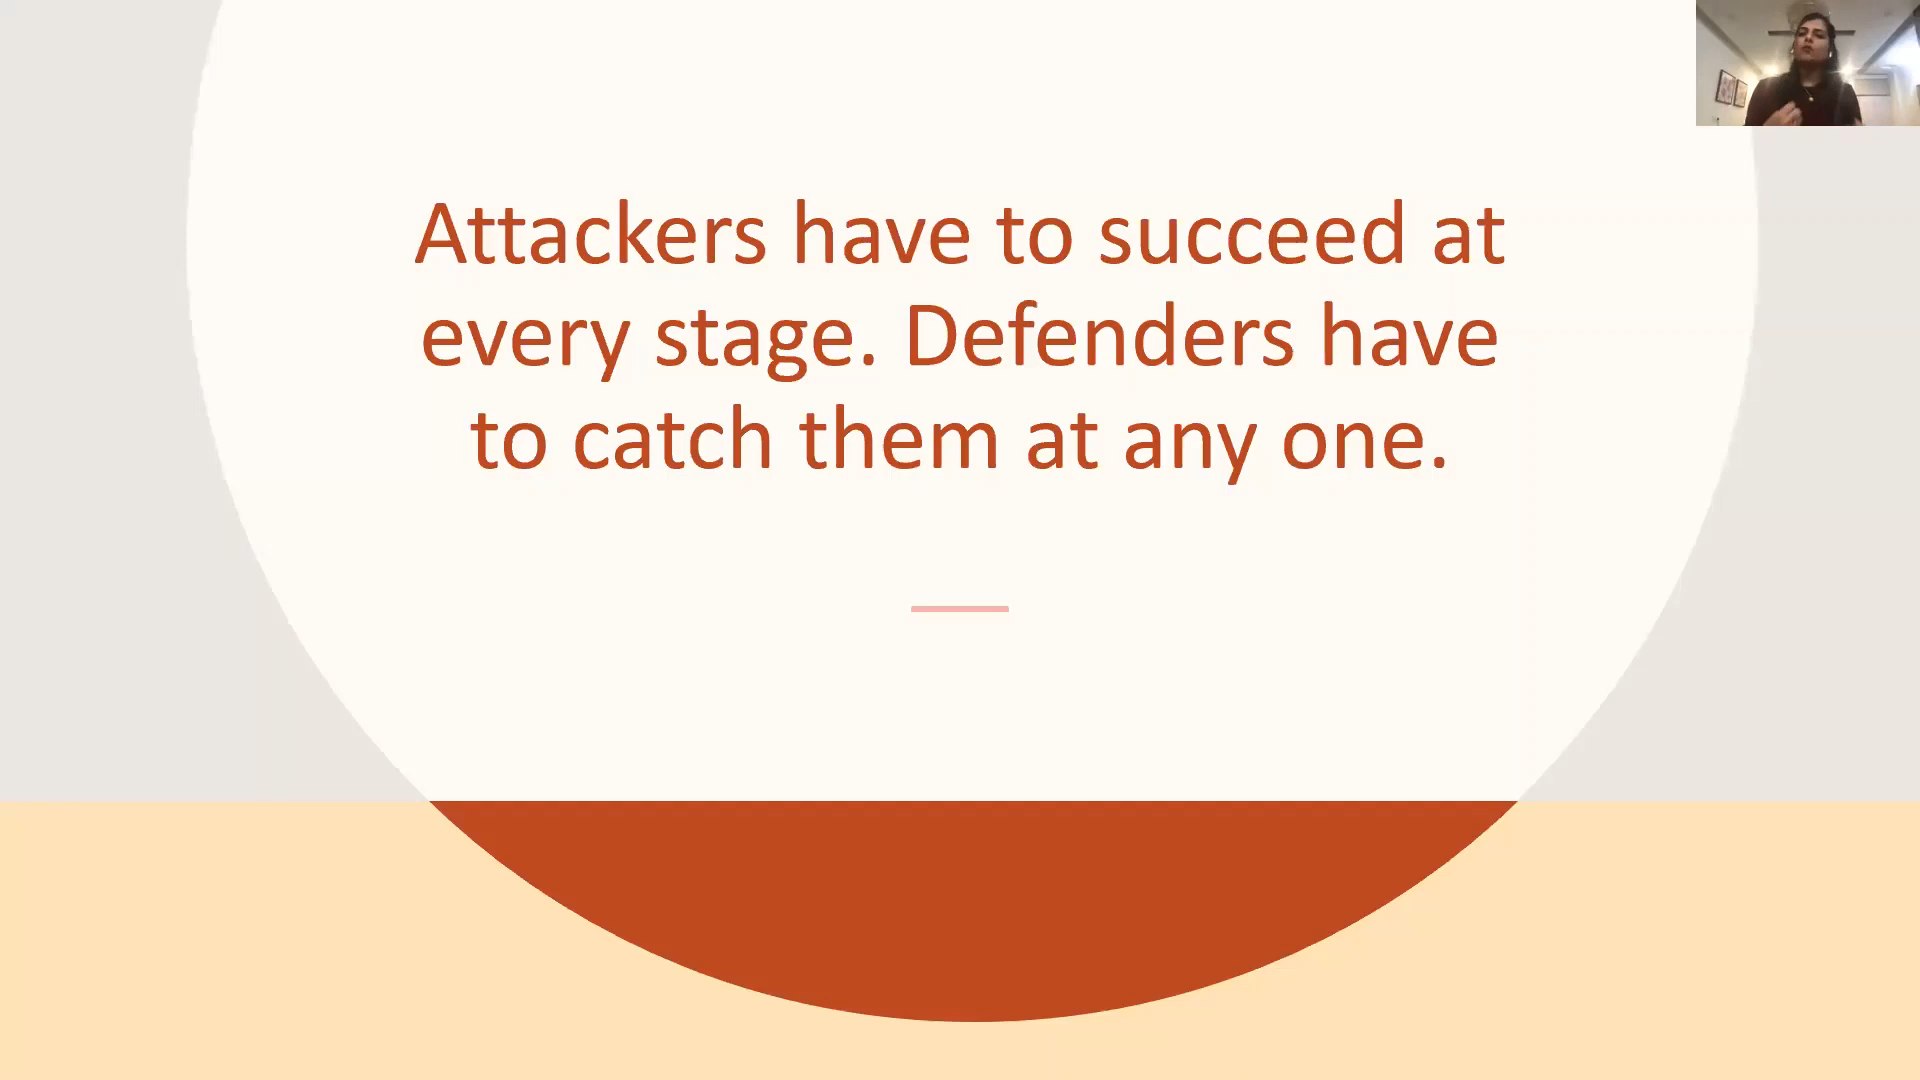 Attackers have to succeed at
every stage. Defenders have
to catch them at any one.